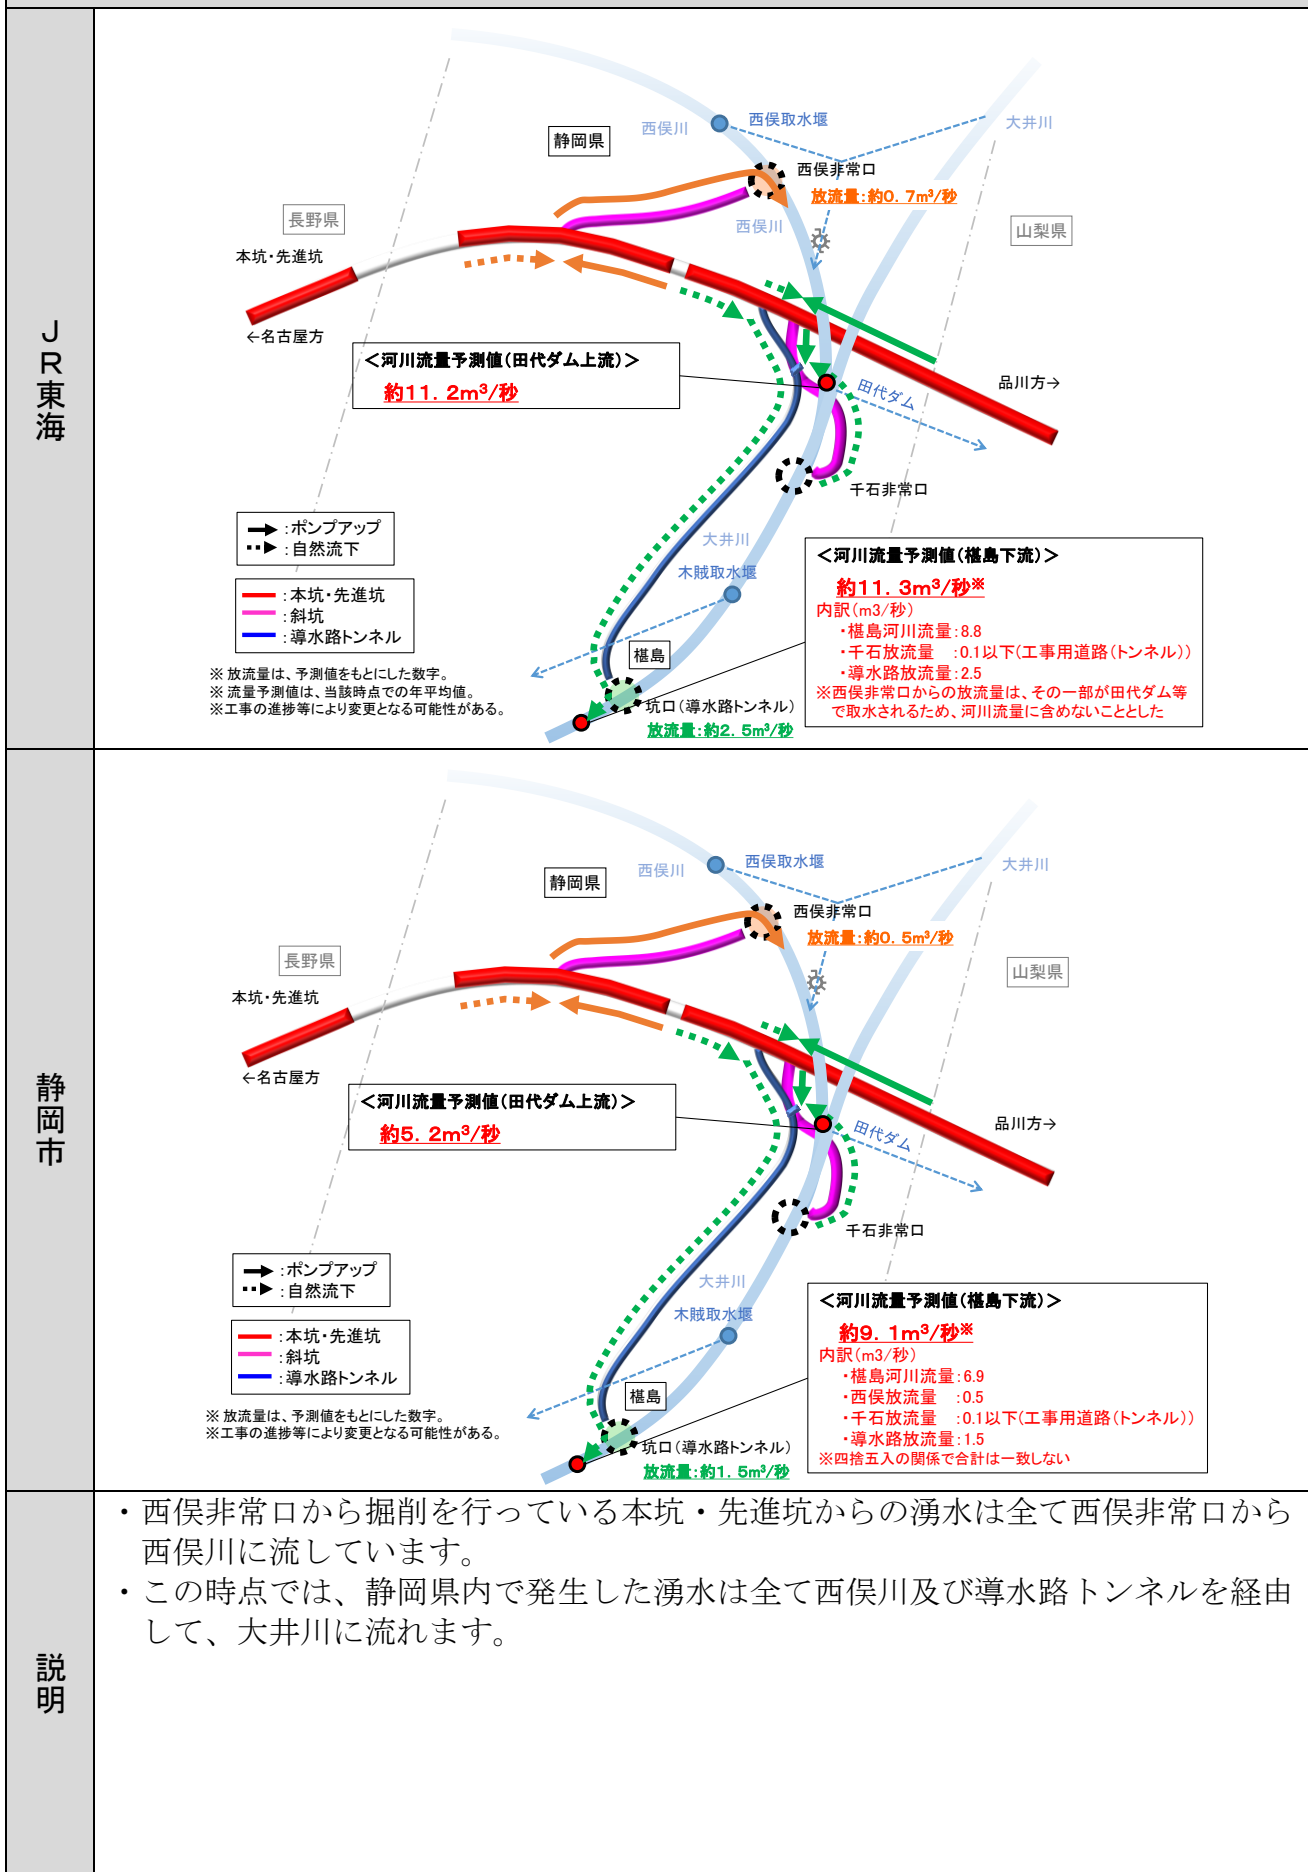 JR東海
西俣川
西俣取水堰
大井川
静岡県
西俣非常口
放流量:約0.7m³/秒
長野県
西俣川
山梨県
本坑・先進坑
←名古屋方
<河川流量予測値(田代ダム上流)>
約11.2m³/秒
品川方→
田代ダム
千石非常口
:ポンプアップ
:自然流下
大井川
<河川流量予測値(椹島下流)>
木賊取水堰
約11.3m³/秒※
:本坑・先進坑
:斜坑
:導水路トンネル
内訳(m3/秒)
・椹島河川流量:8.8
・千石放流量 :0.1以下(工事用道路(トンネル))
・導水路放流量:2.5
※西俣非常口からの放流量は、その一部が田代ダム等
で取水されるため、河川流量に含めないこととした
椹島
※ 放流量は、予測値をもとにした数字。
※ 流量予測値は、当該時点での年平均値。
※工事の進捗等により変更となる可能性がある。
坑口(導水路トンネル)
放流量:約2.5m³/秒
静岡市
西俣川
西俣取水堰
大井川
静岡県
西俣非常口
放流量:約0.5m³/秒
長野県
山梨県
本坑・先進坑
←名古屋方
<河川流量予測値(田代ダム上流)>
約5.2m³/秒
品川方→
田代ダム
千石非常口
:ポンプアップ
:自然流下
大井川
<河川流量予測値(椹島下流)>
木賊取水堰
約9.1m³/秒※
:本坑・先進坑
:斜坑
:導水路トンネル
内訳(m3/秒)
・椹島河川流量:6.9
・西俣放流量 :0.5
・千石放流量 :0.1以下(工事用道路(トンネル))
・導水路放流量:1.5
※四捨五入の関係で合計は一致しない
椹島
※ 放流量は、予測値をもとにした数字。
※工事の進捗等により変更となる可能性がある。
坑口(導水路トンネル)
放流量:約1.5m³/秒
説明
・西俣非常口から掘削を行っている本坑・先進坑からの湧水は全て西俣非常口から
西俣川に流しています。
・この時点では、静岡県内で発生した湧水は全て西俣川及び導水路トンネルを経由
して、大井川に流れます。